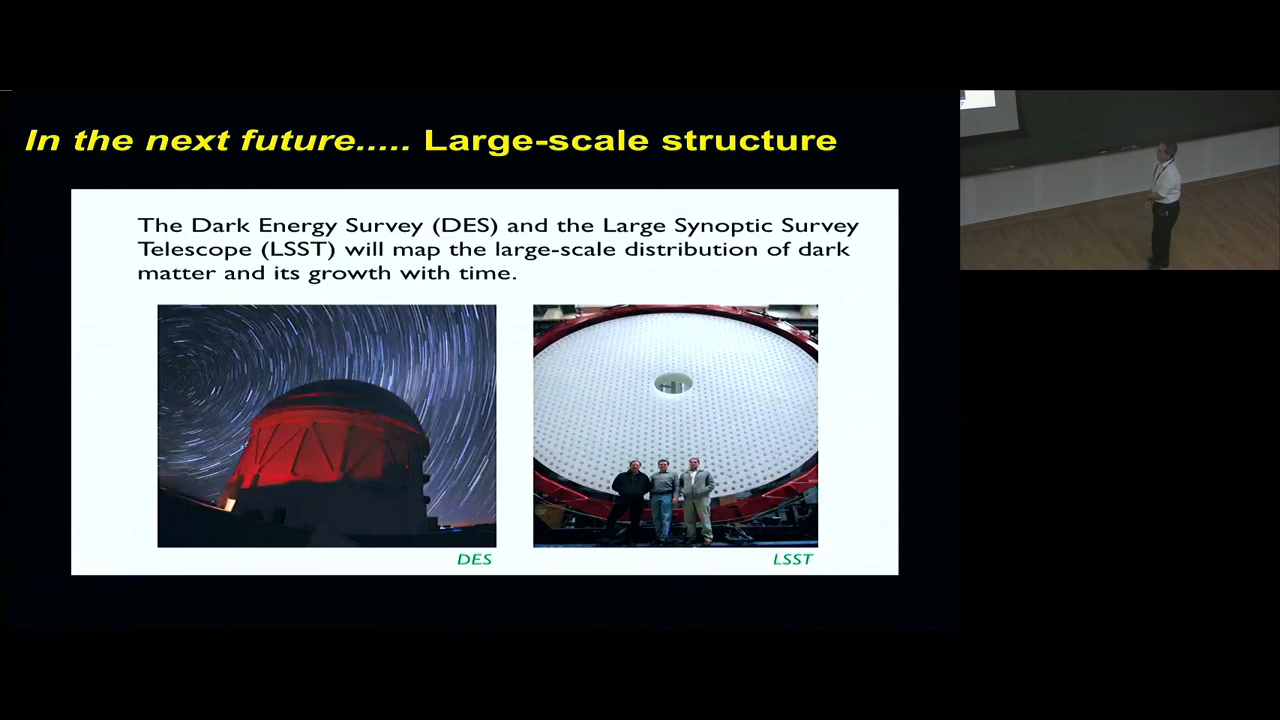 In the next future..... Large-scale structure
The Dark Energy Survey (DES) and the Large Synoptic Survey
Telescope (LSST) will map the large-scale distribution of dark
matter and its growth with time.
DES
LSST